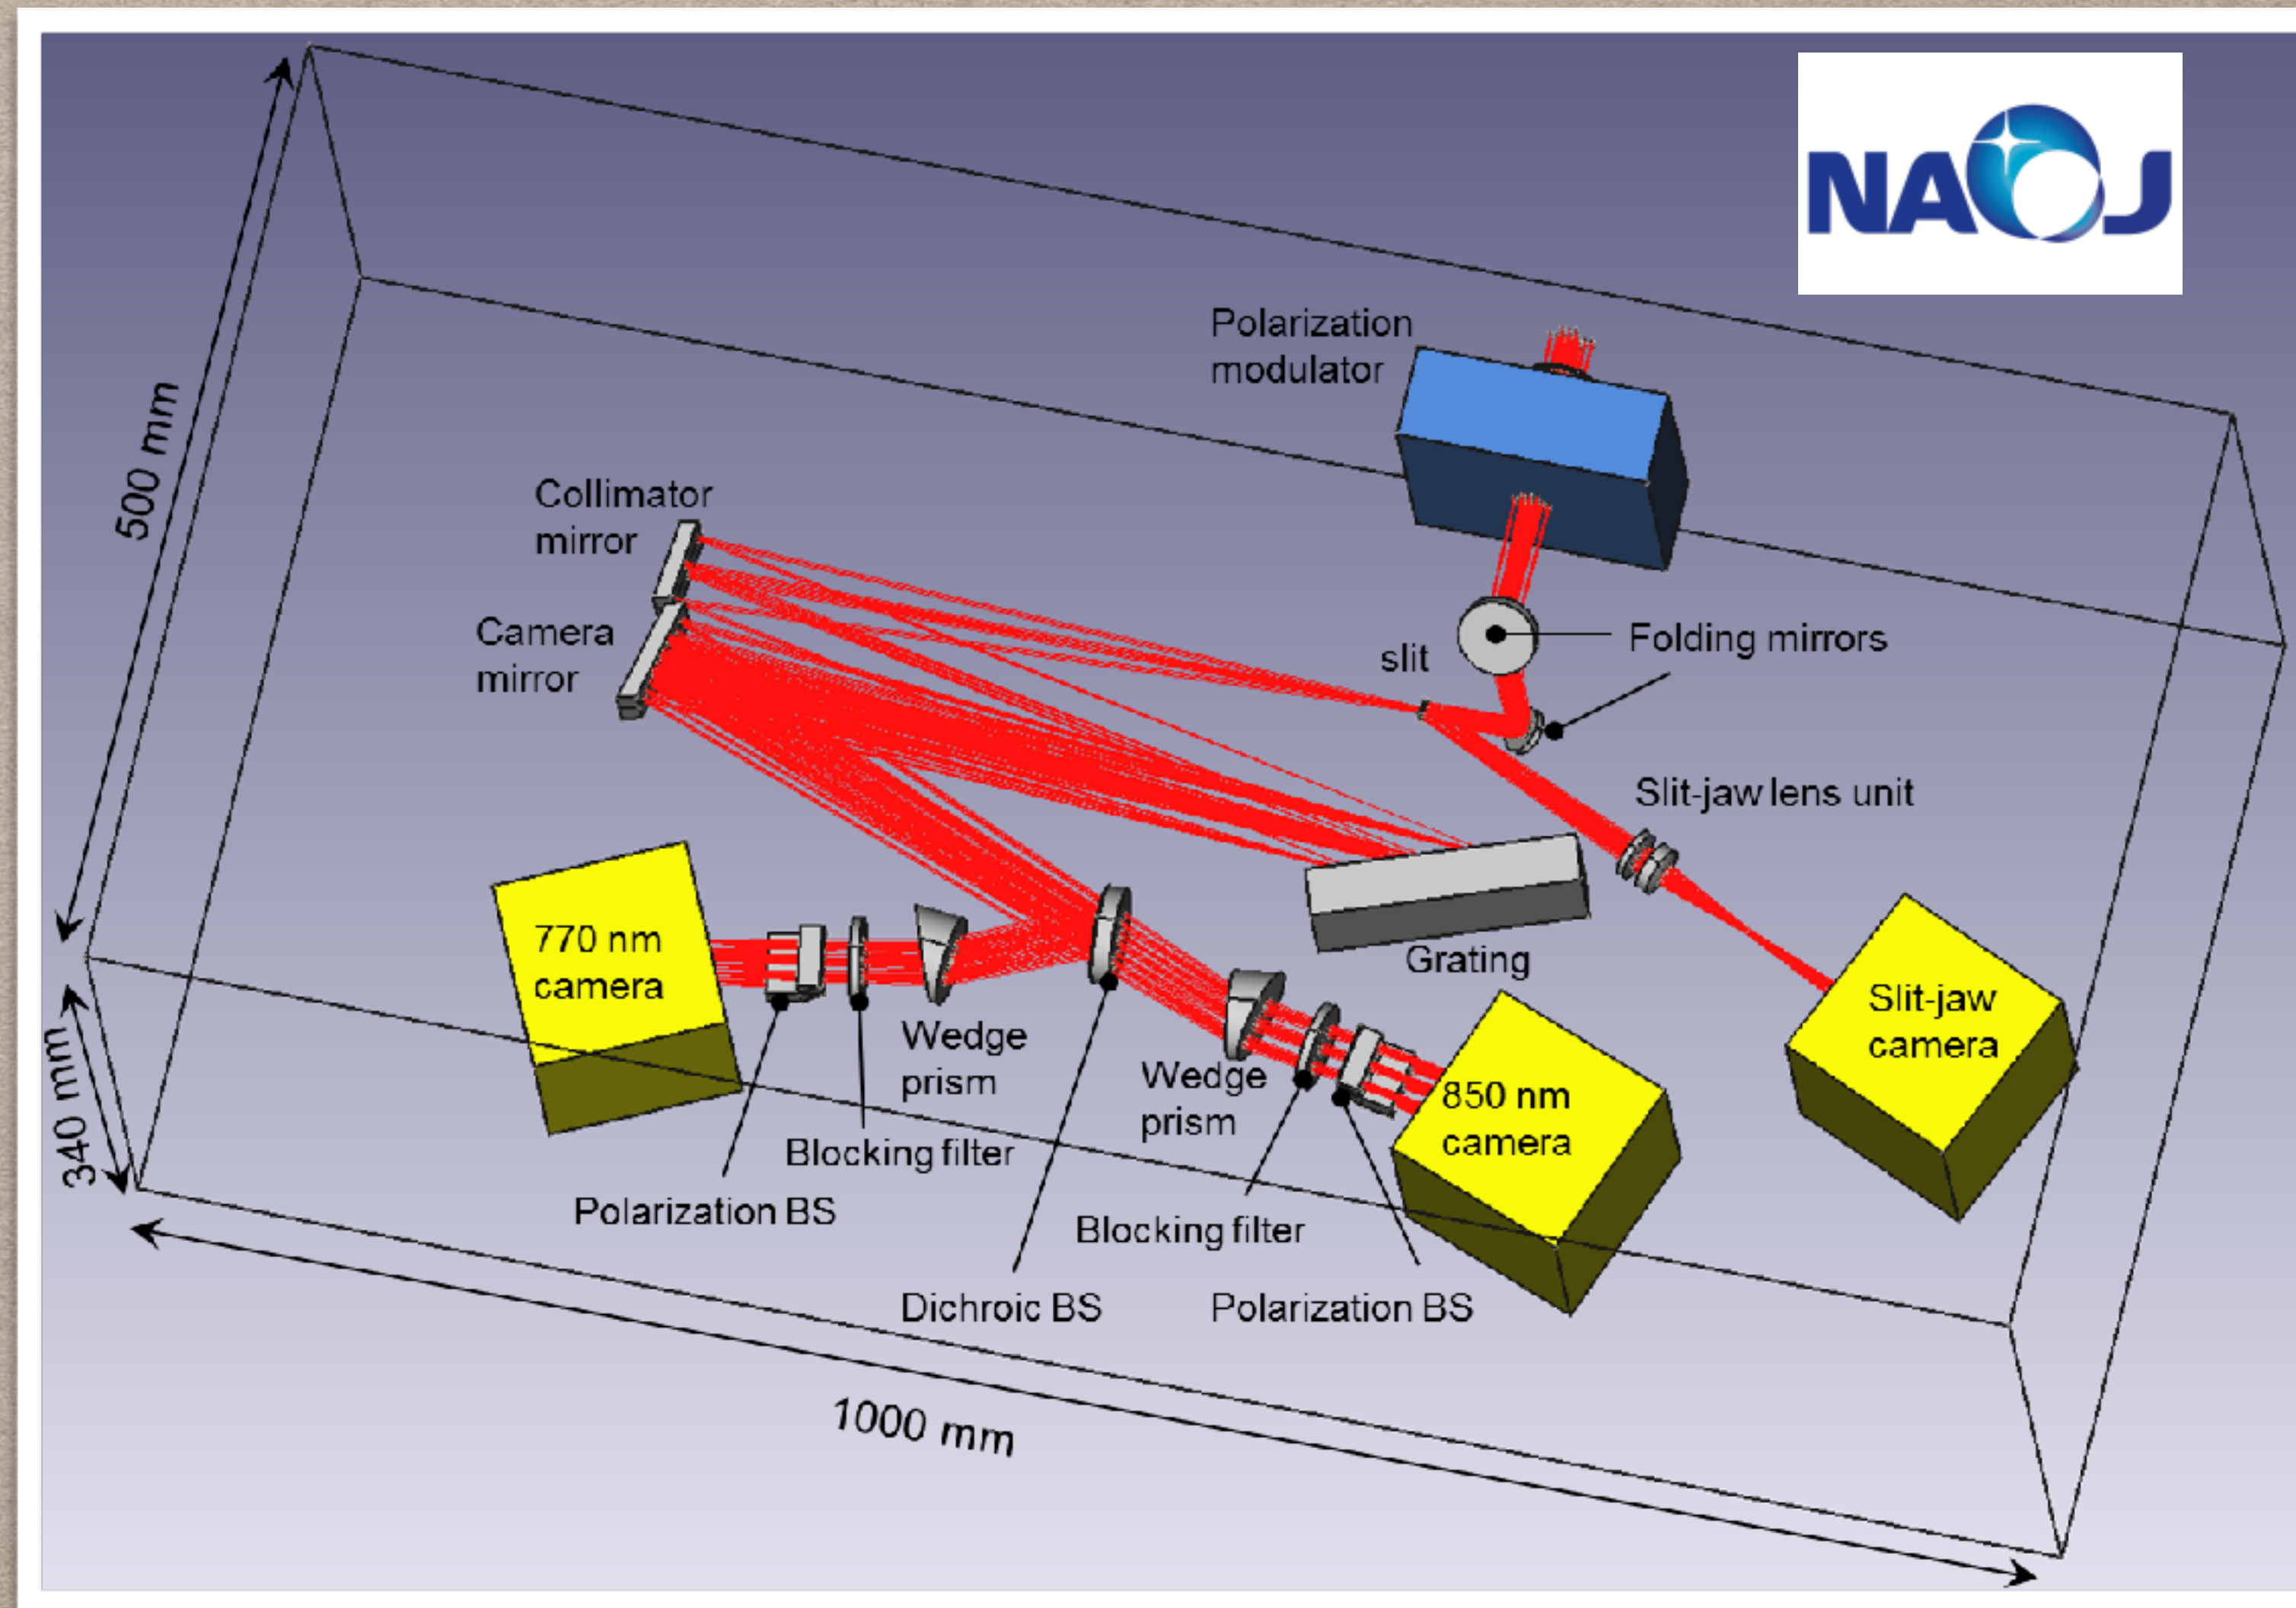 NAOJ
Polarization
modulator
500 mm
Collimator
mirror
Camera
mirror
slit
Folding mirrors
Slit-jaw lens unit
770 nm
camera
Grating
Slit-jaw
camera
Wedge
prism
Wedge
prism
850 nm
camera
340 mm
Blocking filter
Polarization BS
Blocking filter
Dichroic BS
Polarization BS
1000 mm